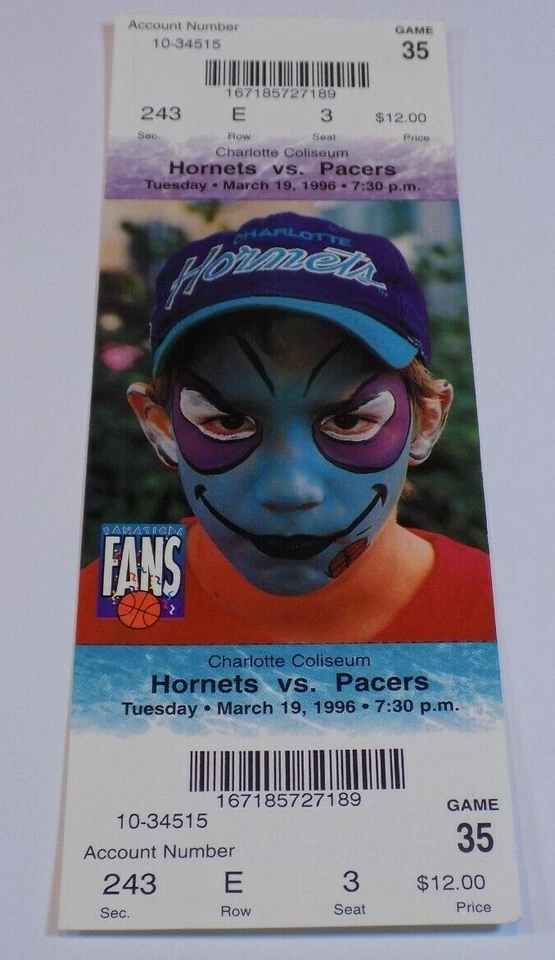 Account Number
10-34515
GAME
35
167185727189
243 E 3 $12.00
Sec. Row Seat Price
Charlotte Coliseum
Hornets vs. Pacers
Tuesday • March 19, 1996 • 7:30 p.m.
CHARLOTTE
Hornets
FANATICAL
FANS
Charlotte Coliseum
Hornets vs. Pacers
Tuesday • March 19, 1996 • 7:30 p.m.
167185727189
10-34515
Account Number
GAME
35
243 E 3 $12.00
Sec. Row Seat Price